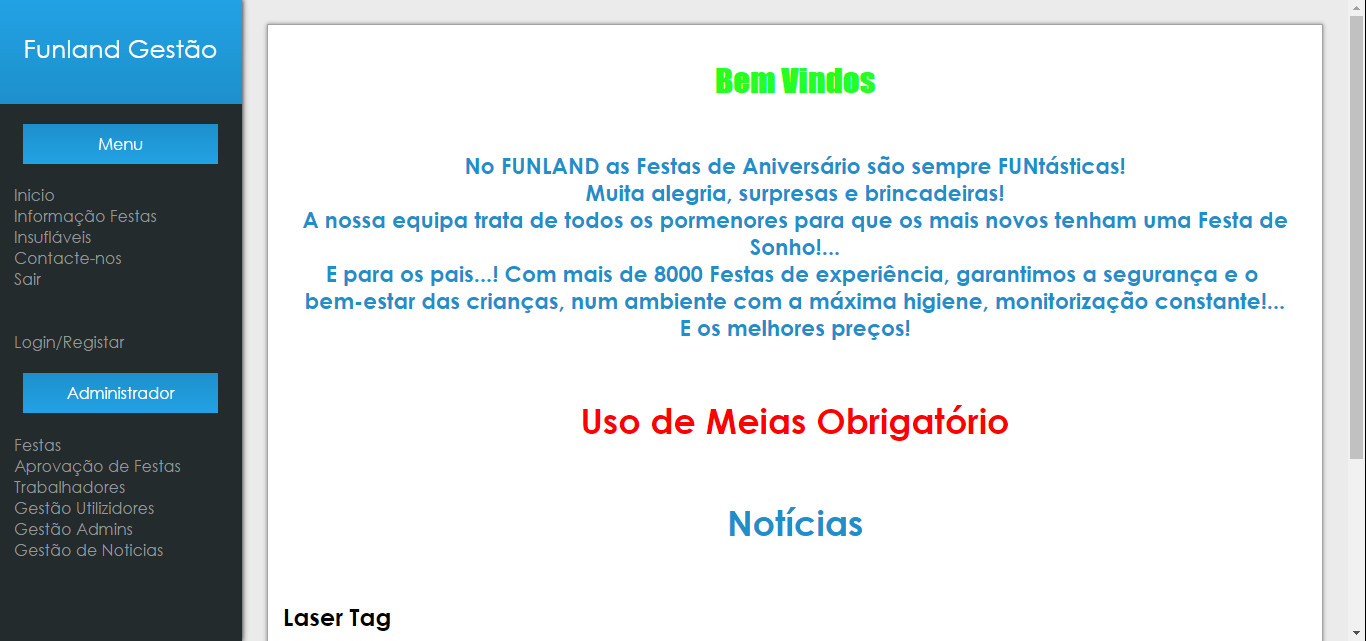 Funland Gestão
Menu
Inicio
Informação Festas
Insufláveis
Contacte-nos
Sair
Login/Registar
Administrador
Festas
Aprovação de Festas
Trabalhadores
Gestão Utilizidores
Gestão Admins
Gestão de Noticias
Bem Vindos
No FUNLAND as Festas de Aniversário são sempre FUNtásticas!
Muita alegria, surpresas e brincadeiras!
A nossa equipa trata de todos os pormenores para que os mais novos tenham uma Festa de
Sonho!...
E para os pais...! Com mais de 8000 Festas de experiência, garantimos a segurança e o
bem-estar das crianças, num ambiente com a máxima higiene, monitorização constante!...
E os melhores preços!
Uso de Meias Obrigatório
Notícias
Laser Tag